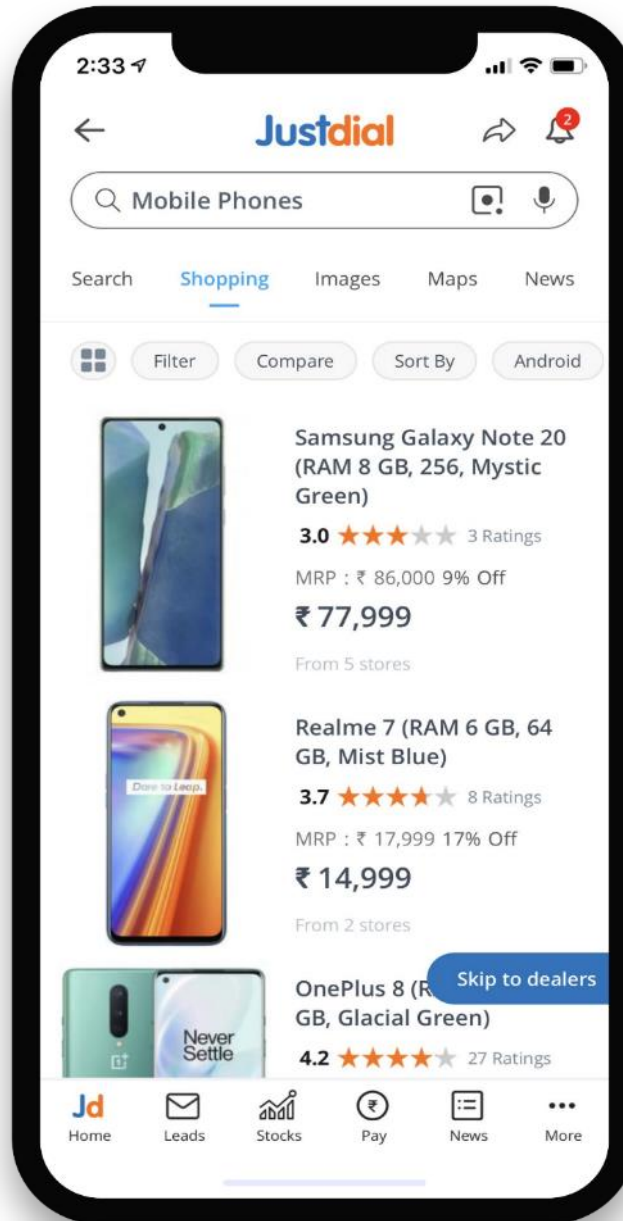 2:33
Justdial
2
Mobile Phones
Search Shopping Images Maps News
Filter Compare Sort By Android
Samsung Galaxy Note 20
(RAM 8 GB, 256, Mystic
Green)
3.0 3 Ratings
MRP : ₹ 86,000 9% Off
₹ 77,999
From 5 stores
Dare to Leap.
Realme 7 (RAM 6 GB, 64
GB, Mist Blue)
3.7 8 Ratings
MRP : ₹ 17,999 17% Off
₹ 14,999
From 2 stores
Skip to dealers
Never
Settle
OnePlus 8 (R
GB, Glacial Green)
4.2 27 Ratings
Jd
Home Leads Stocks Pay News More